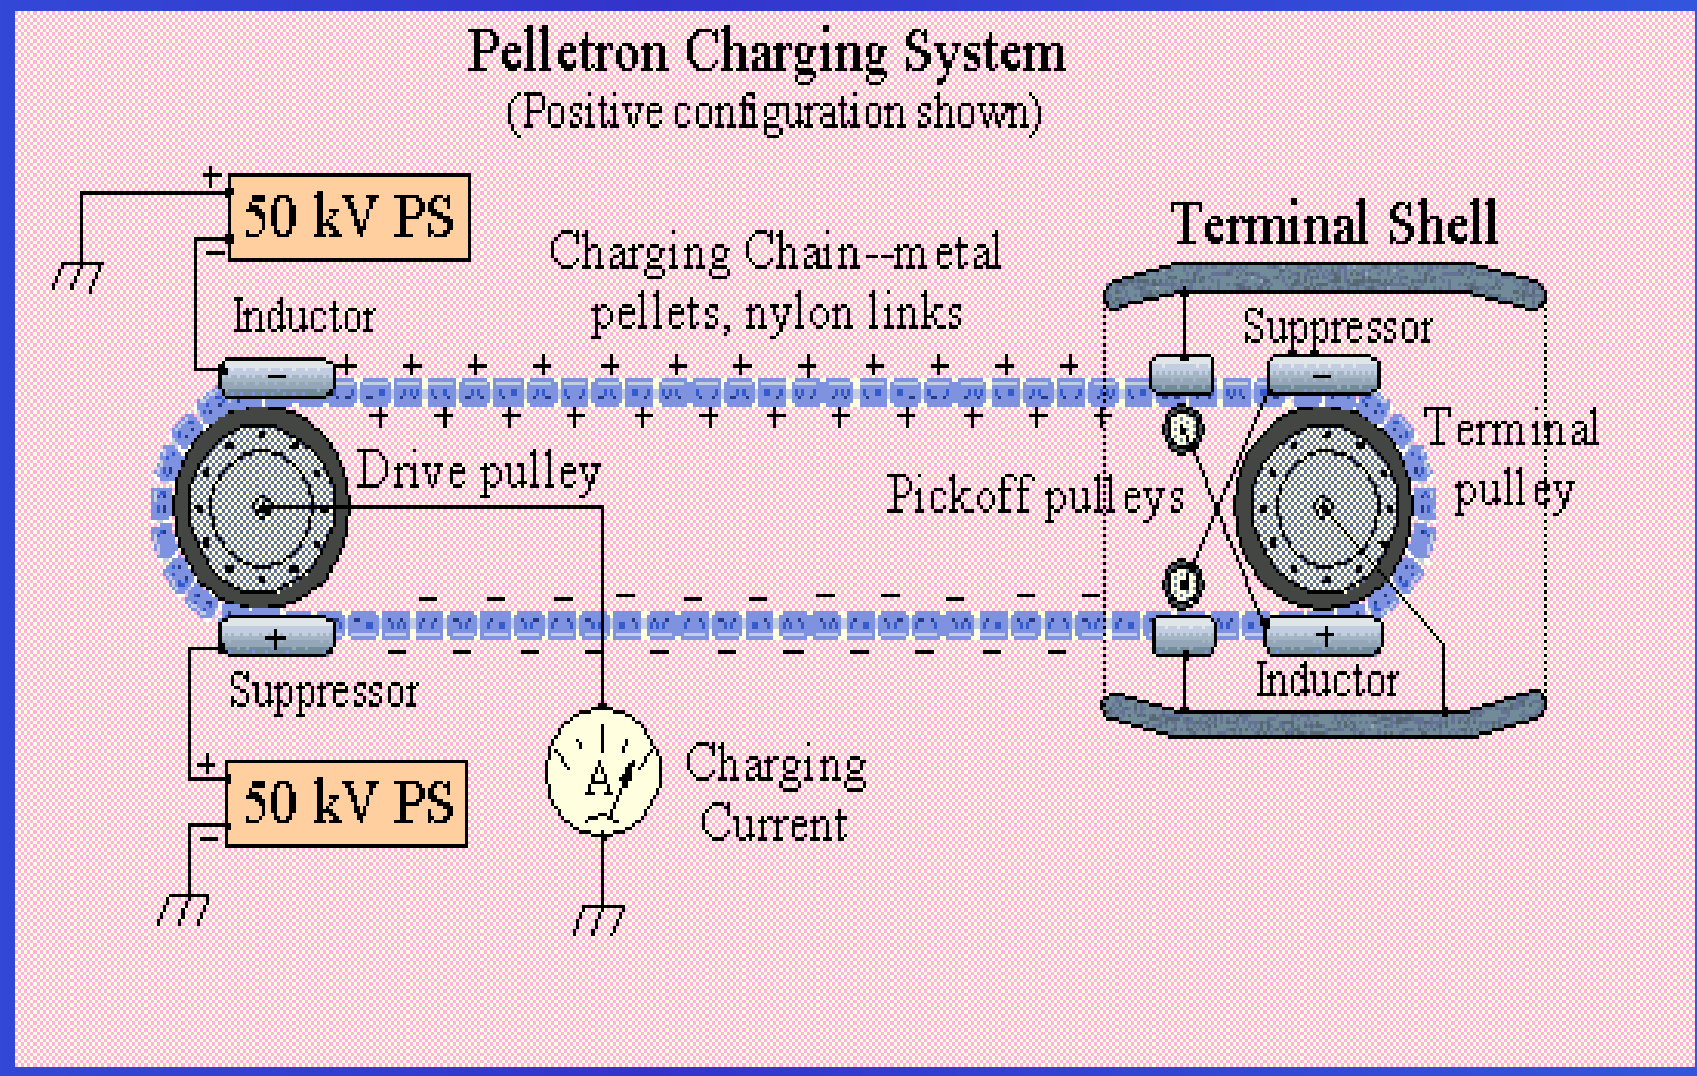 Pelletron Charging System
(Positive configuration shown)
+
50 kV PS
−
Terminal Shell
Charging Chain--metal
pellets, nylon links
Inductor
Suppressor
−
+ + + + + + + + + + + +
−
+ + + + + + + + + + + +
Terminal
pulley
Drive pulley
Pickoff pulleys
− − − − − − − − − − −
+
− − − − − − − − − − −
+
Suppressor
Inductor
+
50 kV PS
−
A
Charging
Current